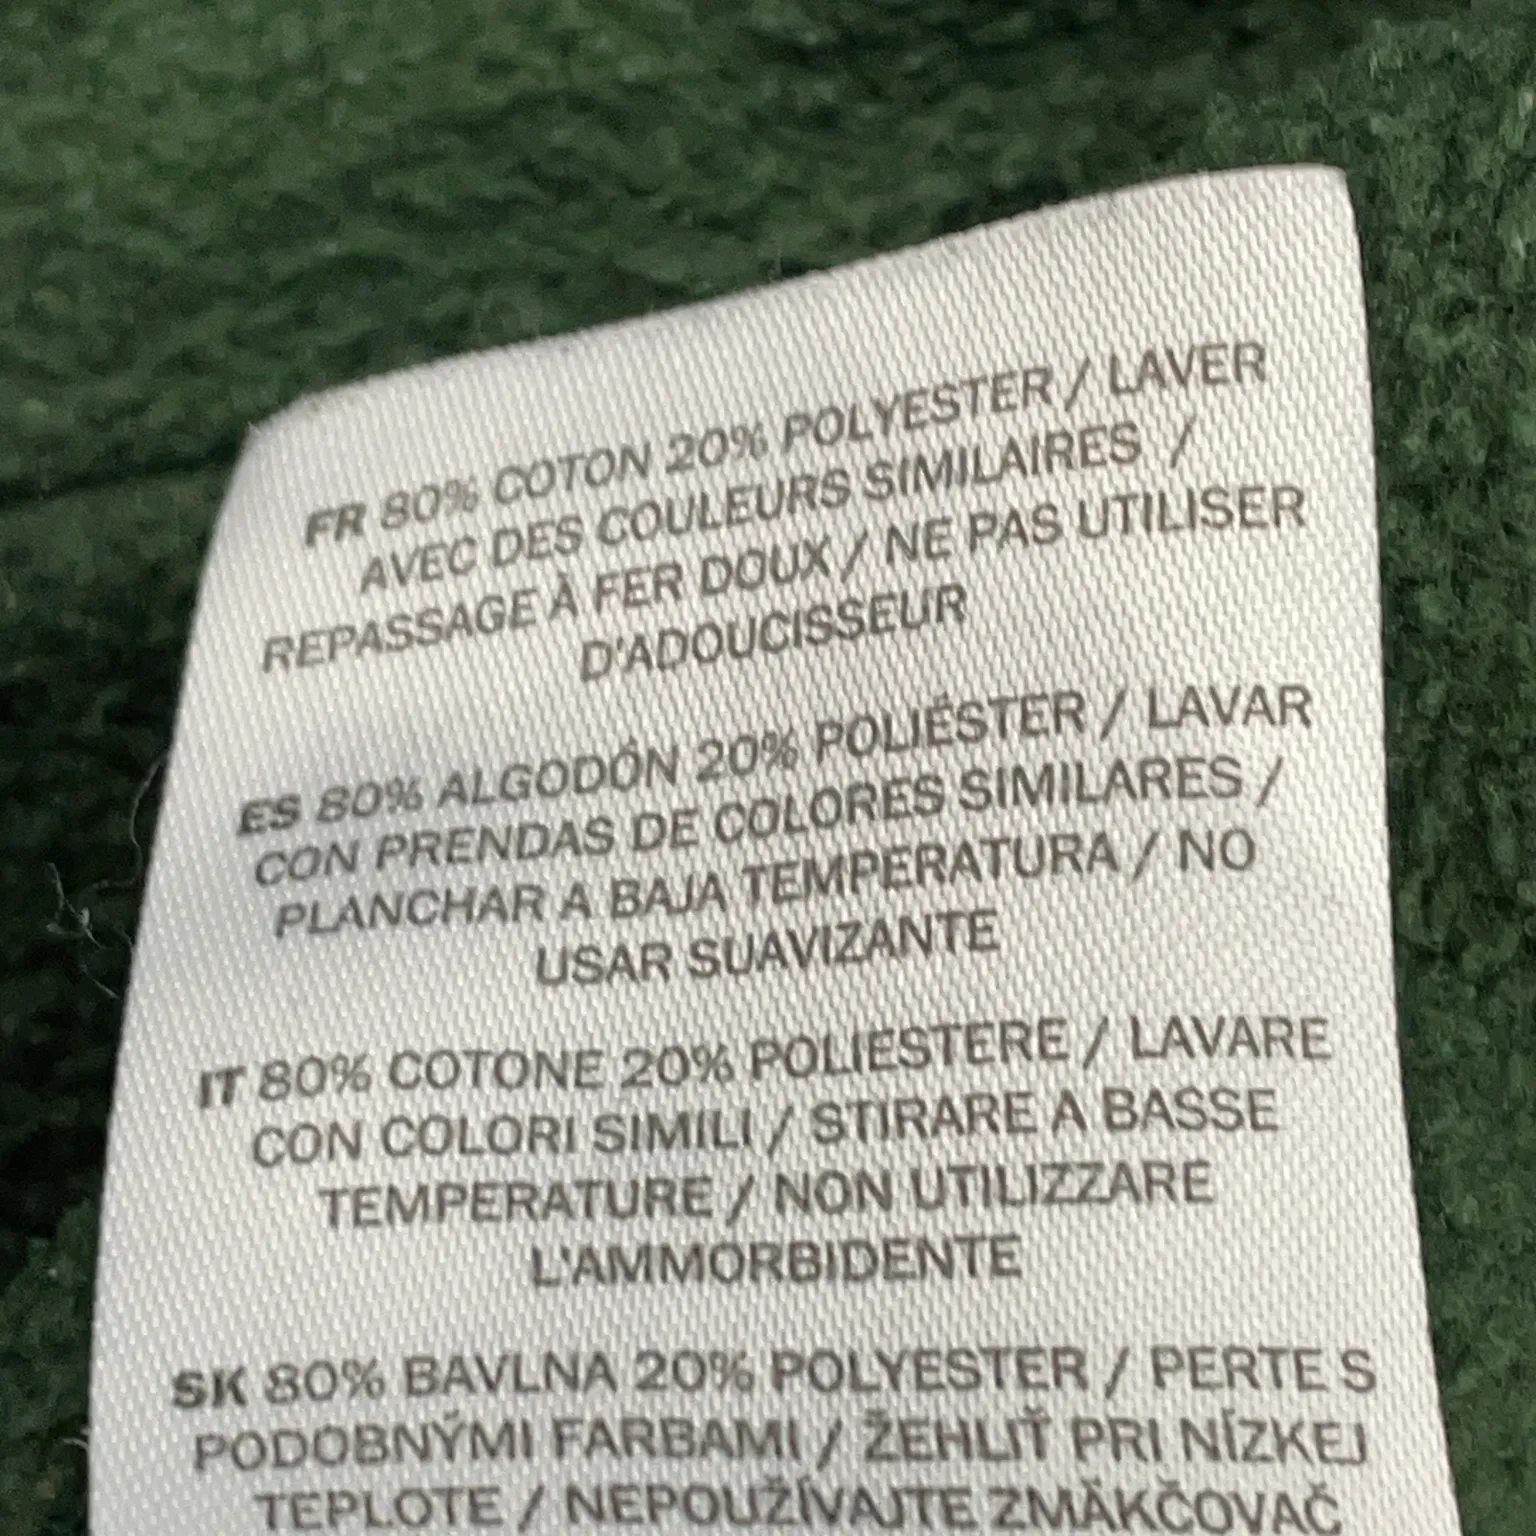 FR 80% COTON 20% POLYESTER / LAVER
AVEC DES COULEURS SIMILAIRES /
REPASSAGE À FER DOUX / NE PAS UTILISER
D'ADOUCISSEUR
ES 80% ALGODÓN 20% POLIÉSTER / LAVAR
CON PRENDAS DE COLORES SIMILARES /
PLANCHAR A BAJA TEMPERATURA / NO
USAR SUAVIZANTE
IT 80% COTONE 20% POLIESTERE / LAVARE
CON COLORI SIMILI / STIRARE A BASSE
TEMPERATURE / NON UTILIZZARE
L'AMMORBIDENTE
SK 80% BAVLNA 20% POLYESTER / PERTE S
PODOBNÝMI FARBAMI / ŽEHLIŤ PRI NÍZKEJ
TEPLOTE / NEPOUŽÍVAJTE ZMÄKČOVAČ